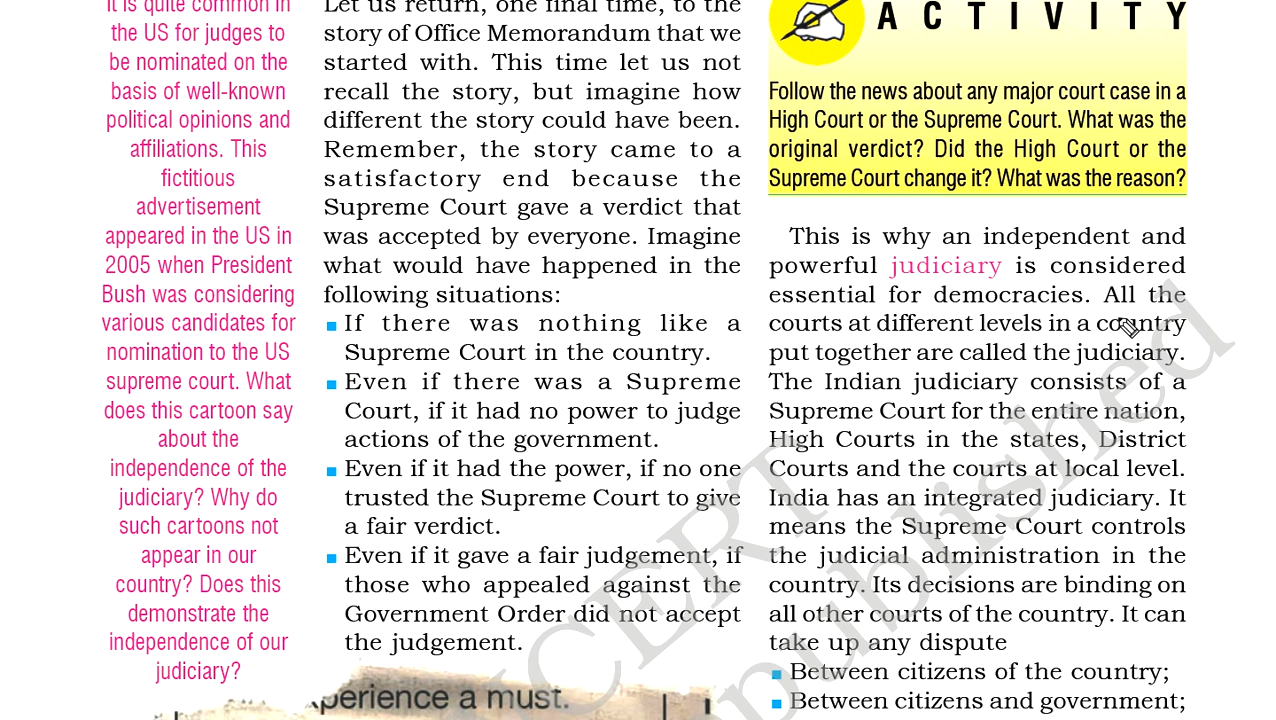 It is quite common in
the US for judges to
be nominated on the
basis of well-known
political opinions and
affiliations. This
fictitious
advertisement
appeared in the US in
2005 when President
Bush was considering
various candidates for
nomination to the US
supreme court. What
does this cartoon say
about the
independence of the
judiciary? Why do
such cartoons not
appear in our
country? Does this
demonstrate the
independence of our
judiciary?
Let us return, one final time, to the
story of Office Memorandum that we
started with. This time let us not
recall the story, but imagine how
different the story could have been.
Remember, the story came to a
satisfactory end because the
Supreme Court gave a verdict that
was accepted by everyone. Imagine
what would have happened in the
following situations:
If there was nothing like a
Supreme Court in the country.
Even if there was a Supreme
Court, if it had no power to judge
actions of the government.
Even if it had the power, if no one
trusted the Supreme Court to give
a fair verdict.
Even if it gave a fair judgement, if
those who appealed against the
Government Order did not accept
the judgement.
perience a must.
ACTIVITY
Follow the news about any major court case in a
High Court or the Supreme Court. What was the
original verdict? Did the High Court or the
Supreme Court change it? What was the reason?
This is why an independent and
powerful judiciary is considered
essential for democracies. All the
courts at different levels in a country
put together are called the judiciary.
The Indian judiciary consists of a
Supreme Court for the entire nation,
High Courts in the states, District
Courts and the courts at local level.
India has an integrated judiciary. It
means the Supreme Court controls
the judicial administration in the
country. Its decisions are binding on
all other courts of the country. It can
take up any dispute
Between citizens of the country;
Between citizens and government;
NCERT
republished